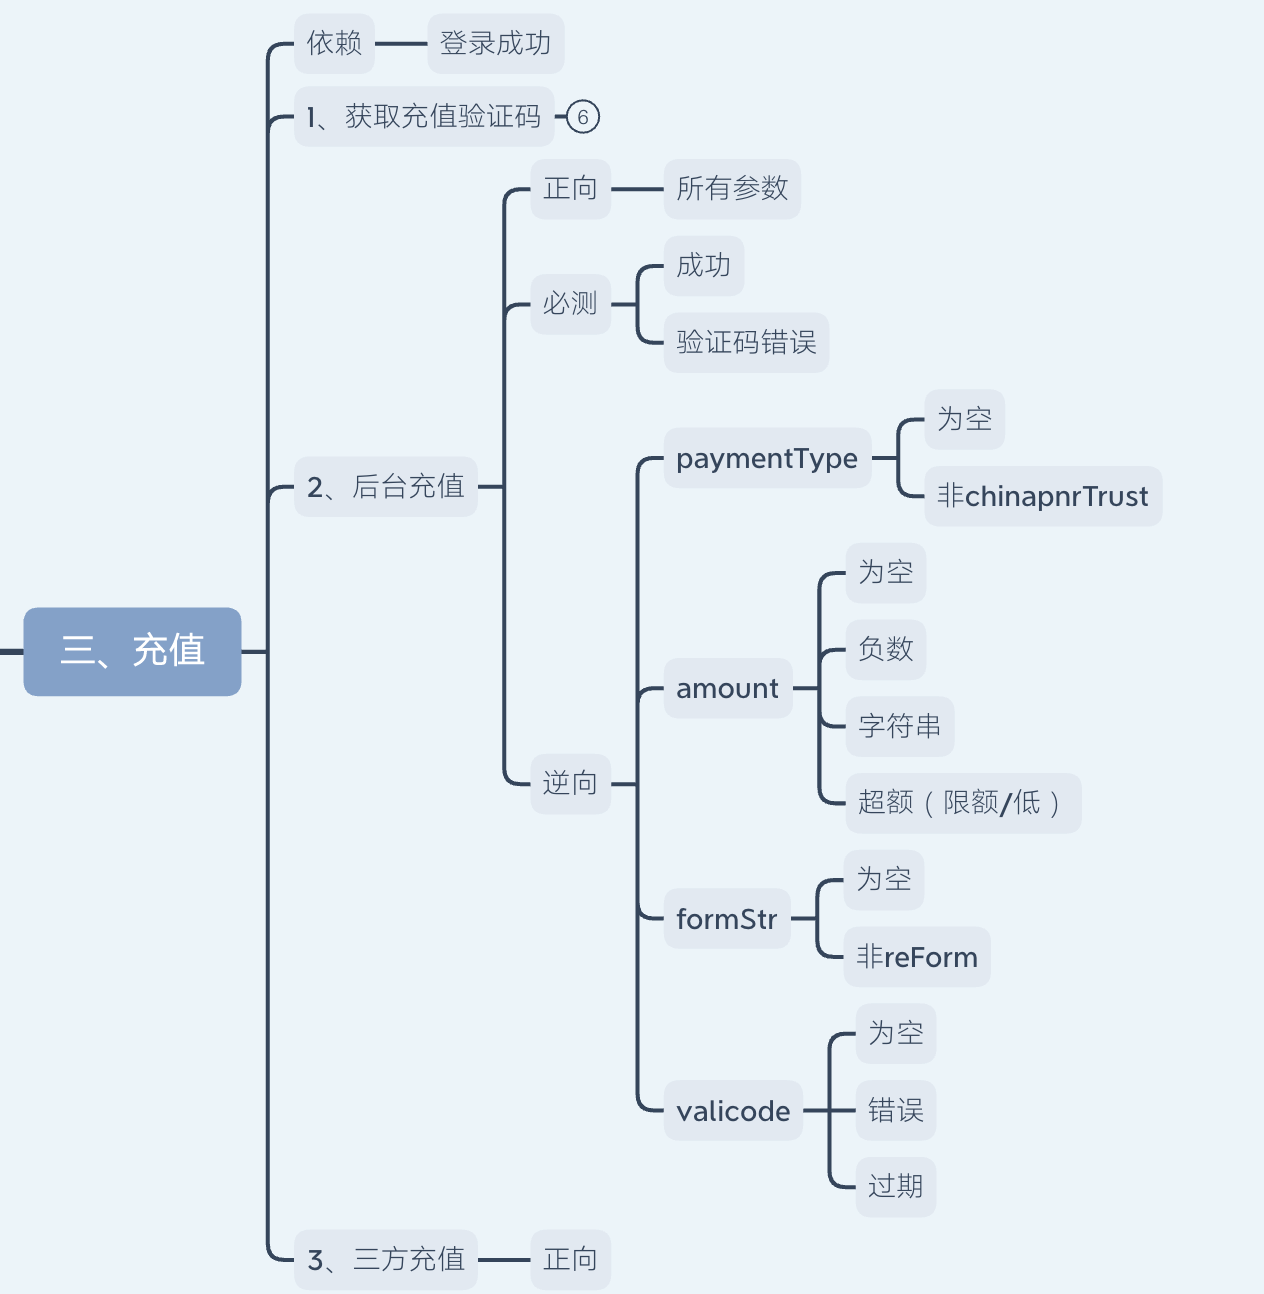 依赖
登录成功
1、获取充值验证码
6
正向
所有参数
必测
成功
验证码错误
三、充值
2、后台充值
逆向
paymentType
为空
非chinapnrTrust
amount
为空
负数
字符串
超额（限额/低）
formStr
为空
非reForm
valicode
为空
错误
过期
3、三方充值
正向